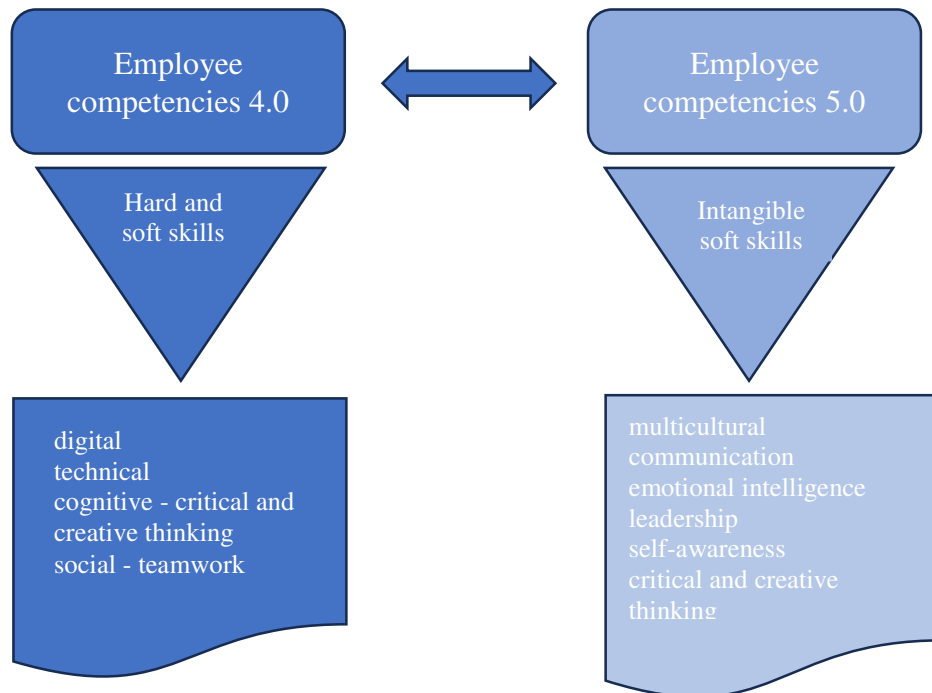 Employee
competencies 4.0
Employee
competencies 5.0
Hard and
soft skills
Intangible
soft skills
digital
technical
cognitive - critical and
creative thinking
social - teamwork
multicultural
communication
emotional intelligence
leadership
self-awareness
critical and creative
thinking